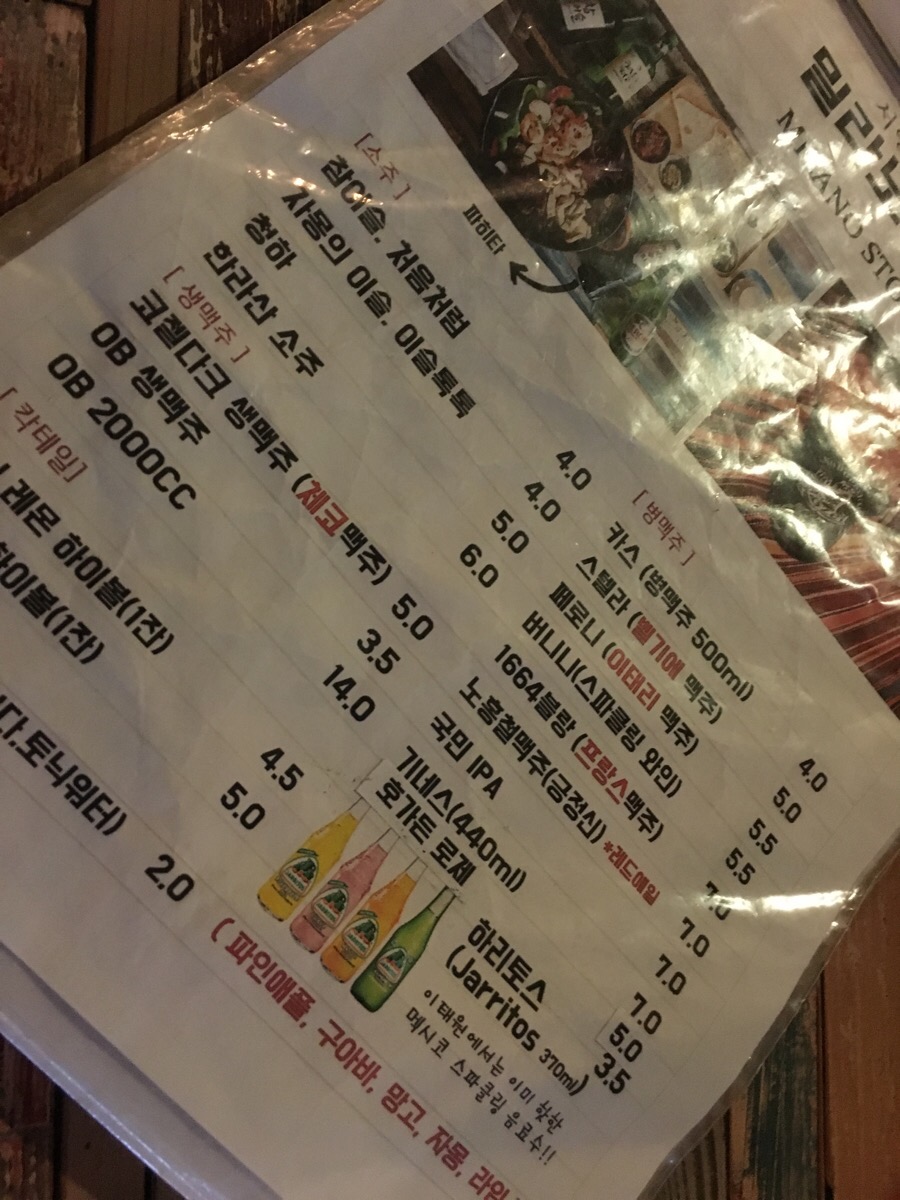 밀라노
MILANO STO
파히타
[소주]
참이슬, 처음처럼 4.0
자몽의 이슬, 이슬톡톡 4.0
청하 5.0
한라산 소주 6.0
[생맥주]
코젤다크 생맥주 (체코맥주) 5.0
OB 생맥주 3.5
OB 2000CC 14.0
[칵테일]
레몬 하이볼(1잔) 4.5
하이볼(1잔) 5.0
토닉워터) 2.0
[병맥주]
카스 (병맥주 500ml) 4.0
스텔라 (벨기에 맥주) 5.0
페로니 (이태리 맥주) 5.5
버니니(스파클링 와인) 5.5
1664블랑 (프랑스맥주) 7.0
노홍철맥주(긍정신) *레드에일 7.0
국민 IPA 7.0
기네스(440ml) 7.0
호가든 로제 5.0
하리토스 3.5
(Jarritos 370ml)
이태원에서는 이미 핫한
멕시코 스파클링 음료수!!
(파인애플, 구아바, 망고, 자몽, 라임